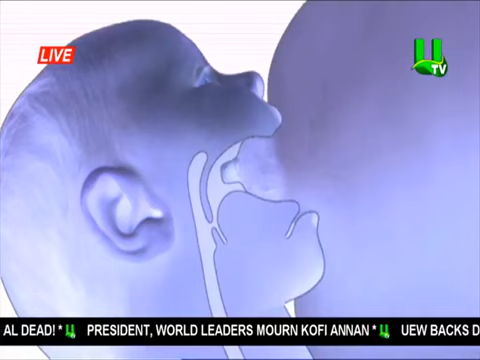 LIVE
U
TV
AL DEAD! * U PRESIDENT, WORLD LEADERS MOURN KOFI ANNAN * U UEW BACKS D